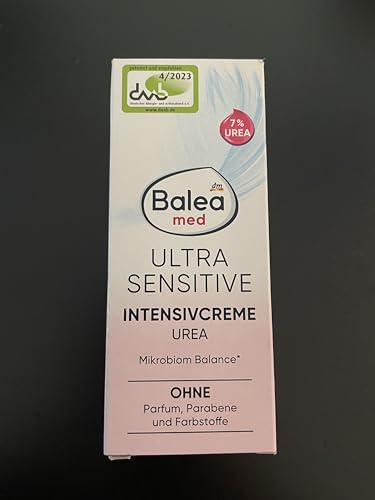 getestet und empfohlen
4/2023
daab
deutscher allergie- und asthmabund e.v.
www.daab.de
7%
UREA
dm
Balea
med
ULTRA
SENSITIVE
INTENSIVCREME
UREA
Mikrobiom Balance*
OHNE
Parfum, Parabene
und Farbstoffe